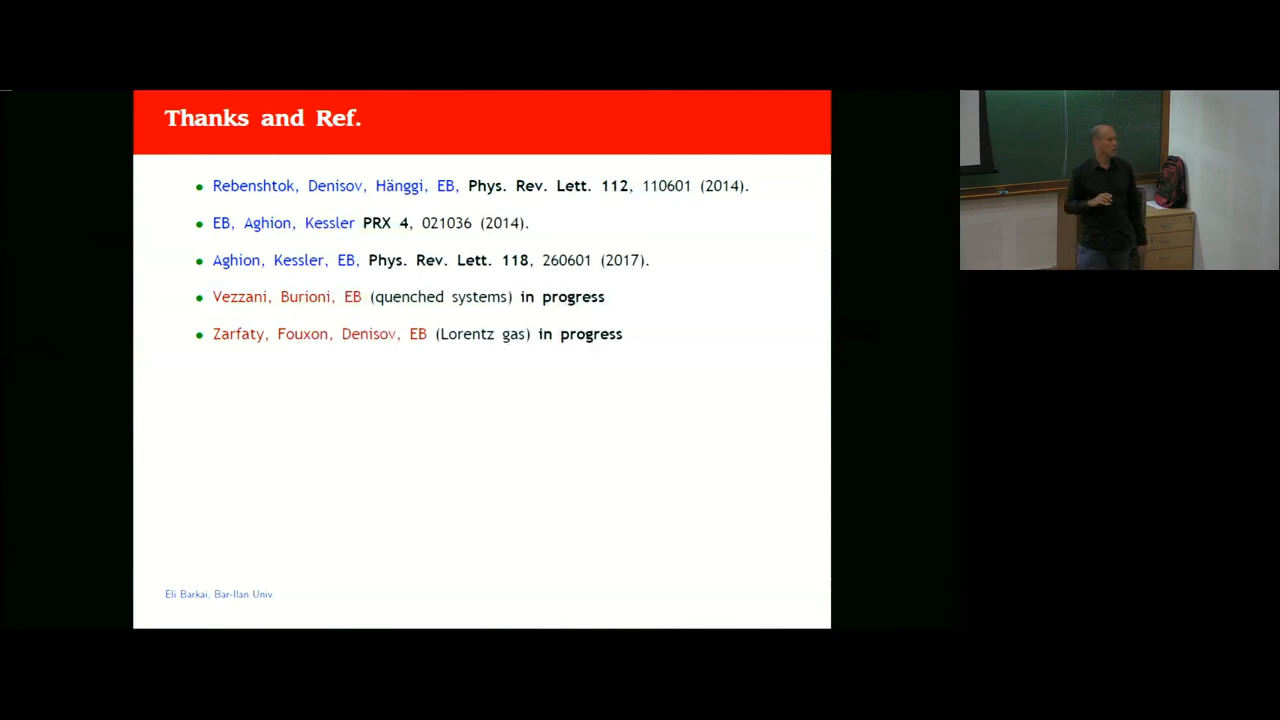 Thanks and Ref.
• Rebenshtok, Denisov, Hänggi, EB, Phys. Rev. Lett. 112, 110601 (2014).
• EB, Aghion, Kessler PRX 4, 021036 (2014).
• Aghion, Kessler, EB, Phys. Rev. Lett. 118, 260601 (2017).
• Vezzani, Burioni, EB (quenched systems) in progress
• Zarfaty, Fouxon, Denisov, EB (Lorentz gas) in progress
Eli Barkai, Bar-Ilan Univ.